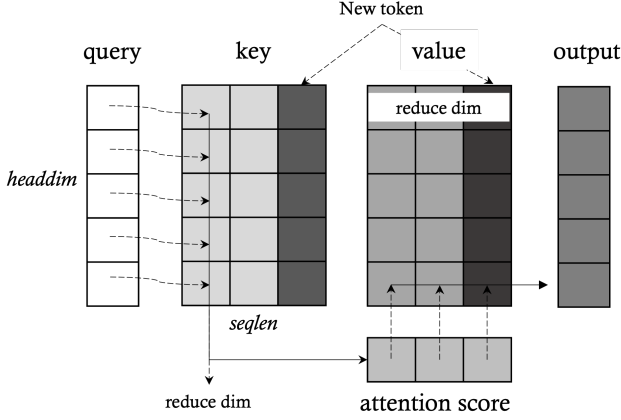 New token
query
key
value
output
reduce dim
headdim
seqlen
reduce dim
attention score